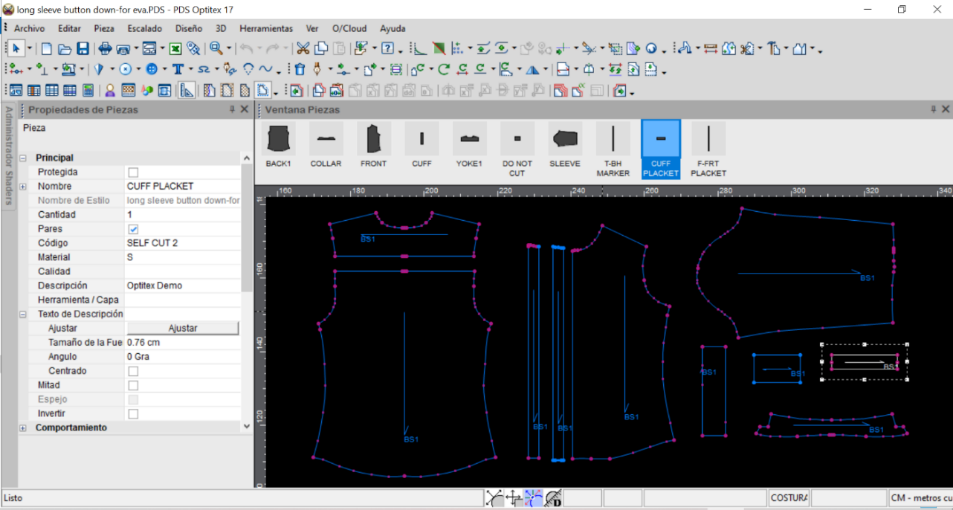 long sleeve button down-for eva.PDS - PDS Optitex 17
Archivo Editar Pieza Escalado Diseño 3D Herramientas Ver O/Cloud Ayuda
Administrador Shaders
Propiedades de Piezas
Pieza
Principal
Protegida
Nombre CUFF PLACKET
Nombre de Estilo long sleeve button down-for
Cantidad 1
Pares
Código SELF CUT 2
Material S
Calidad
Descripción Optitex Demo
Herramienta / Capa
Texto de Descripción
Ajustar Ajustar
Tamaño de la Fue 0.76 cm
Angulo 0 Gra
Centrado
Mitad
Espejo
Invertir
Comportamiento
Ventana Piezas
BACK1 COLLAR FRONT CUFF YOKE1 DO NOT CUT SLEEVE T-BH MARKER CUFF PLACKET F-FRT PLACKET
160 180 200 220 240 260 280 300 320 340
160
140
120
BS1
BS1
BS1
BS1
BS1
BS1
BS1
BS1
BS1
BS1
Listo COSTURA CM - metros cu